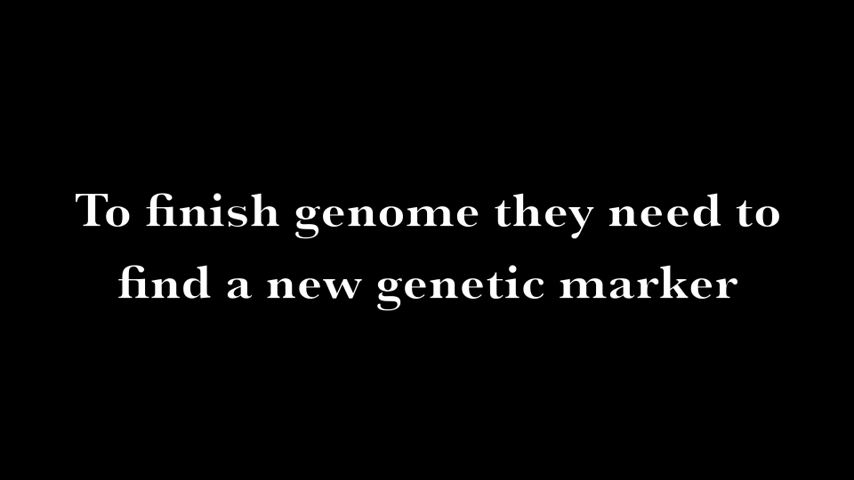 To finish genome they need to
find a new genetic marker